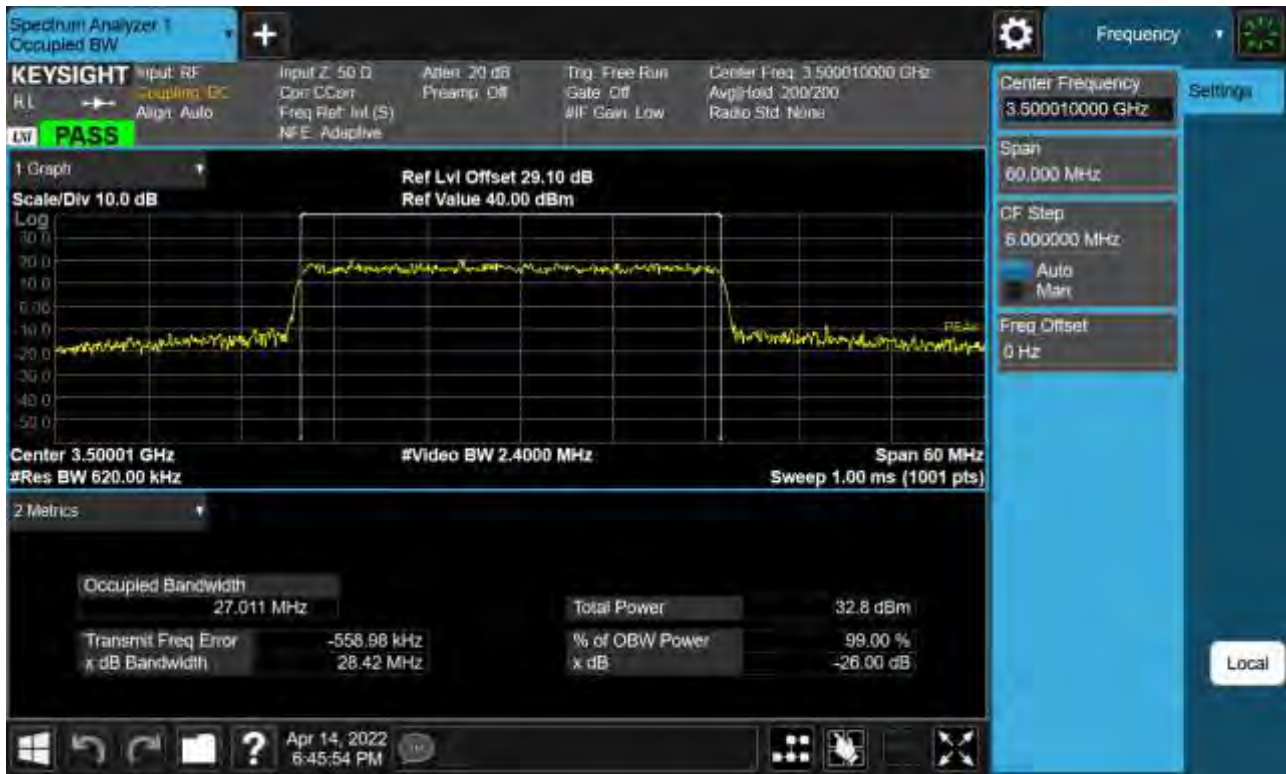 Spectrum Analyzer 1
Occupied BW
Frequency
KEYSIGHT
Input: RF
Coupling: DC
Align: Auto
Input Z: 50 Ω
Corr CCorr
Freq Ref: Int (S)
NFE: Adaptive
Atten: 20 dB
Preamp: Off
Trig: Free Run
Gate: Off
#IF Gain: Low
Center Freq: 3.500010000 GHz
Avg|Hold: 200/200
Radio Std: None
RL
PASS
Center Frequency
3.500010000 GHz
Settings
Span
60.000 MHz
CF Step
6.000000 MHz
Auto
Man
Freq Offset
0 Hz
1 Graph
Scale/Div 10.0 dB
Ref Lvl Offset 29.10 dB
Ref Value 40.00 dBm
Log
30.0
20.0
10.0
0.00
-10.0
-20.0
-30.0
-40.0
-50.0
PEAK
Center 3.50001 GHz
#Video BW 2.4000 MHz
Span 60 MHz
#Res BW 620.00 kHz
Sweep 1.00 ms (1001 pts)
2 Metrics
Occupied Bandwidth
27.011 MHz
Total Power 32.8 dBm
Transmit Freq Error -558.98 kHz
% of OBW Power 99.00 %
x dB Bandwidth 28.42 MHz
x dB -26.00 dB
Local
?
Apr 14, 2022
6:45:54 PM